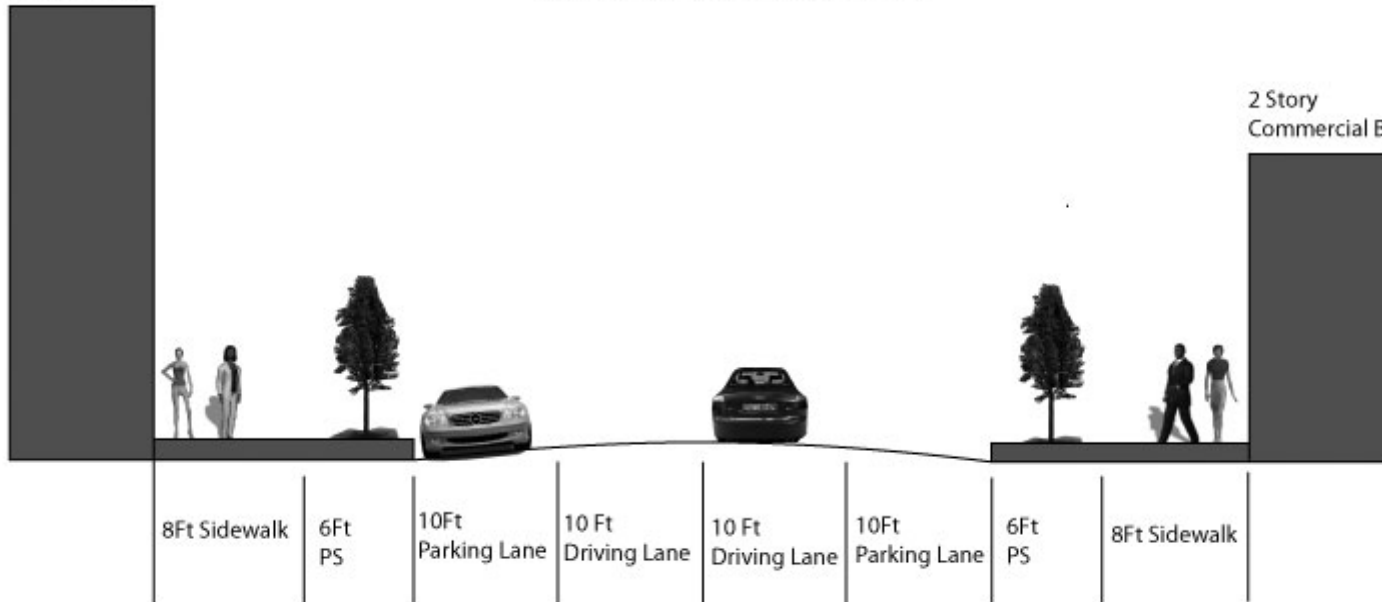 2 Story
Commercial
8Ft Sidewalk
6Ft
PS
10Ft
Parking Lane
10 Ft
Driving Lane
10 Ft
Driving Lane
10Ft
Parking Lane
6Ft
PS
8Ft Sidewalk